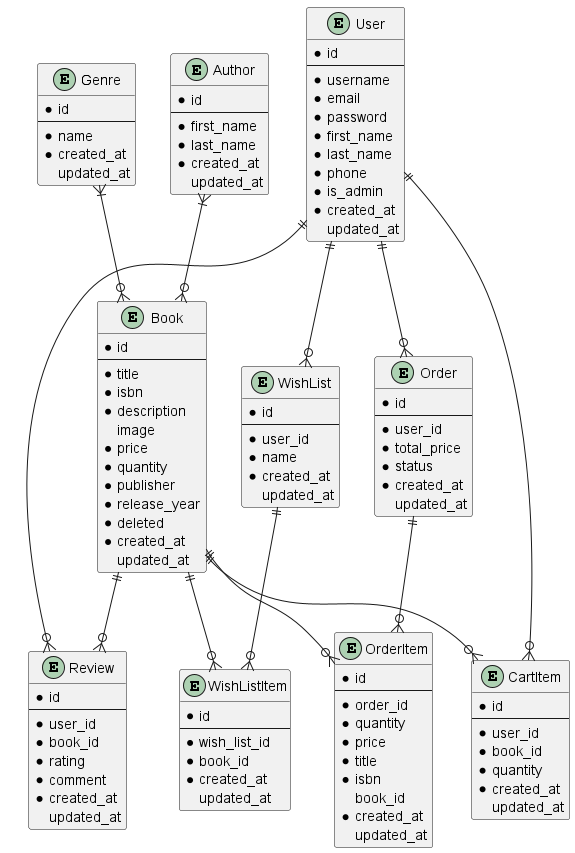 E User
id
username
email
password
first_name
last_name
phone
is_admin
created_at
updated_at
E Genre
id
name
created_at
updated_at
E Author
id
first_name
last_name
created_at
updated_at
E Book
id
title
isbn
description
image
price
quantity
publisher
release_year
deleted
created_at
updated_at
E WishList
id
user_id
name
created_at
updated_at
E Order
id
user_id
total_price
status
created_at
updated_at
E Review
id
user_id
book_id
rating
comment
created_at
updated_at
E WishListItem
id
wish_list_id
book_id
created_at
updated_at
E OrderItem
id
order_id
quantity
price
title
isbn
book_id
created_at
updated_at
E CartItem
id
user_id
book_id
quantity
created_at
updated_at